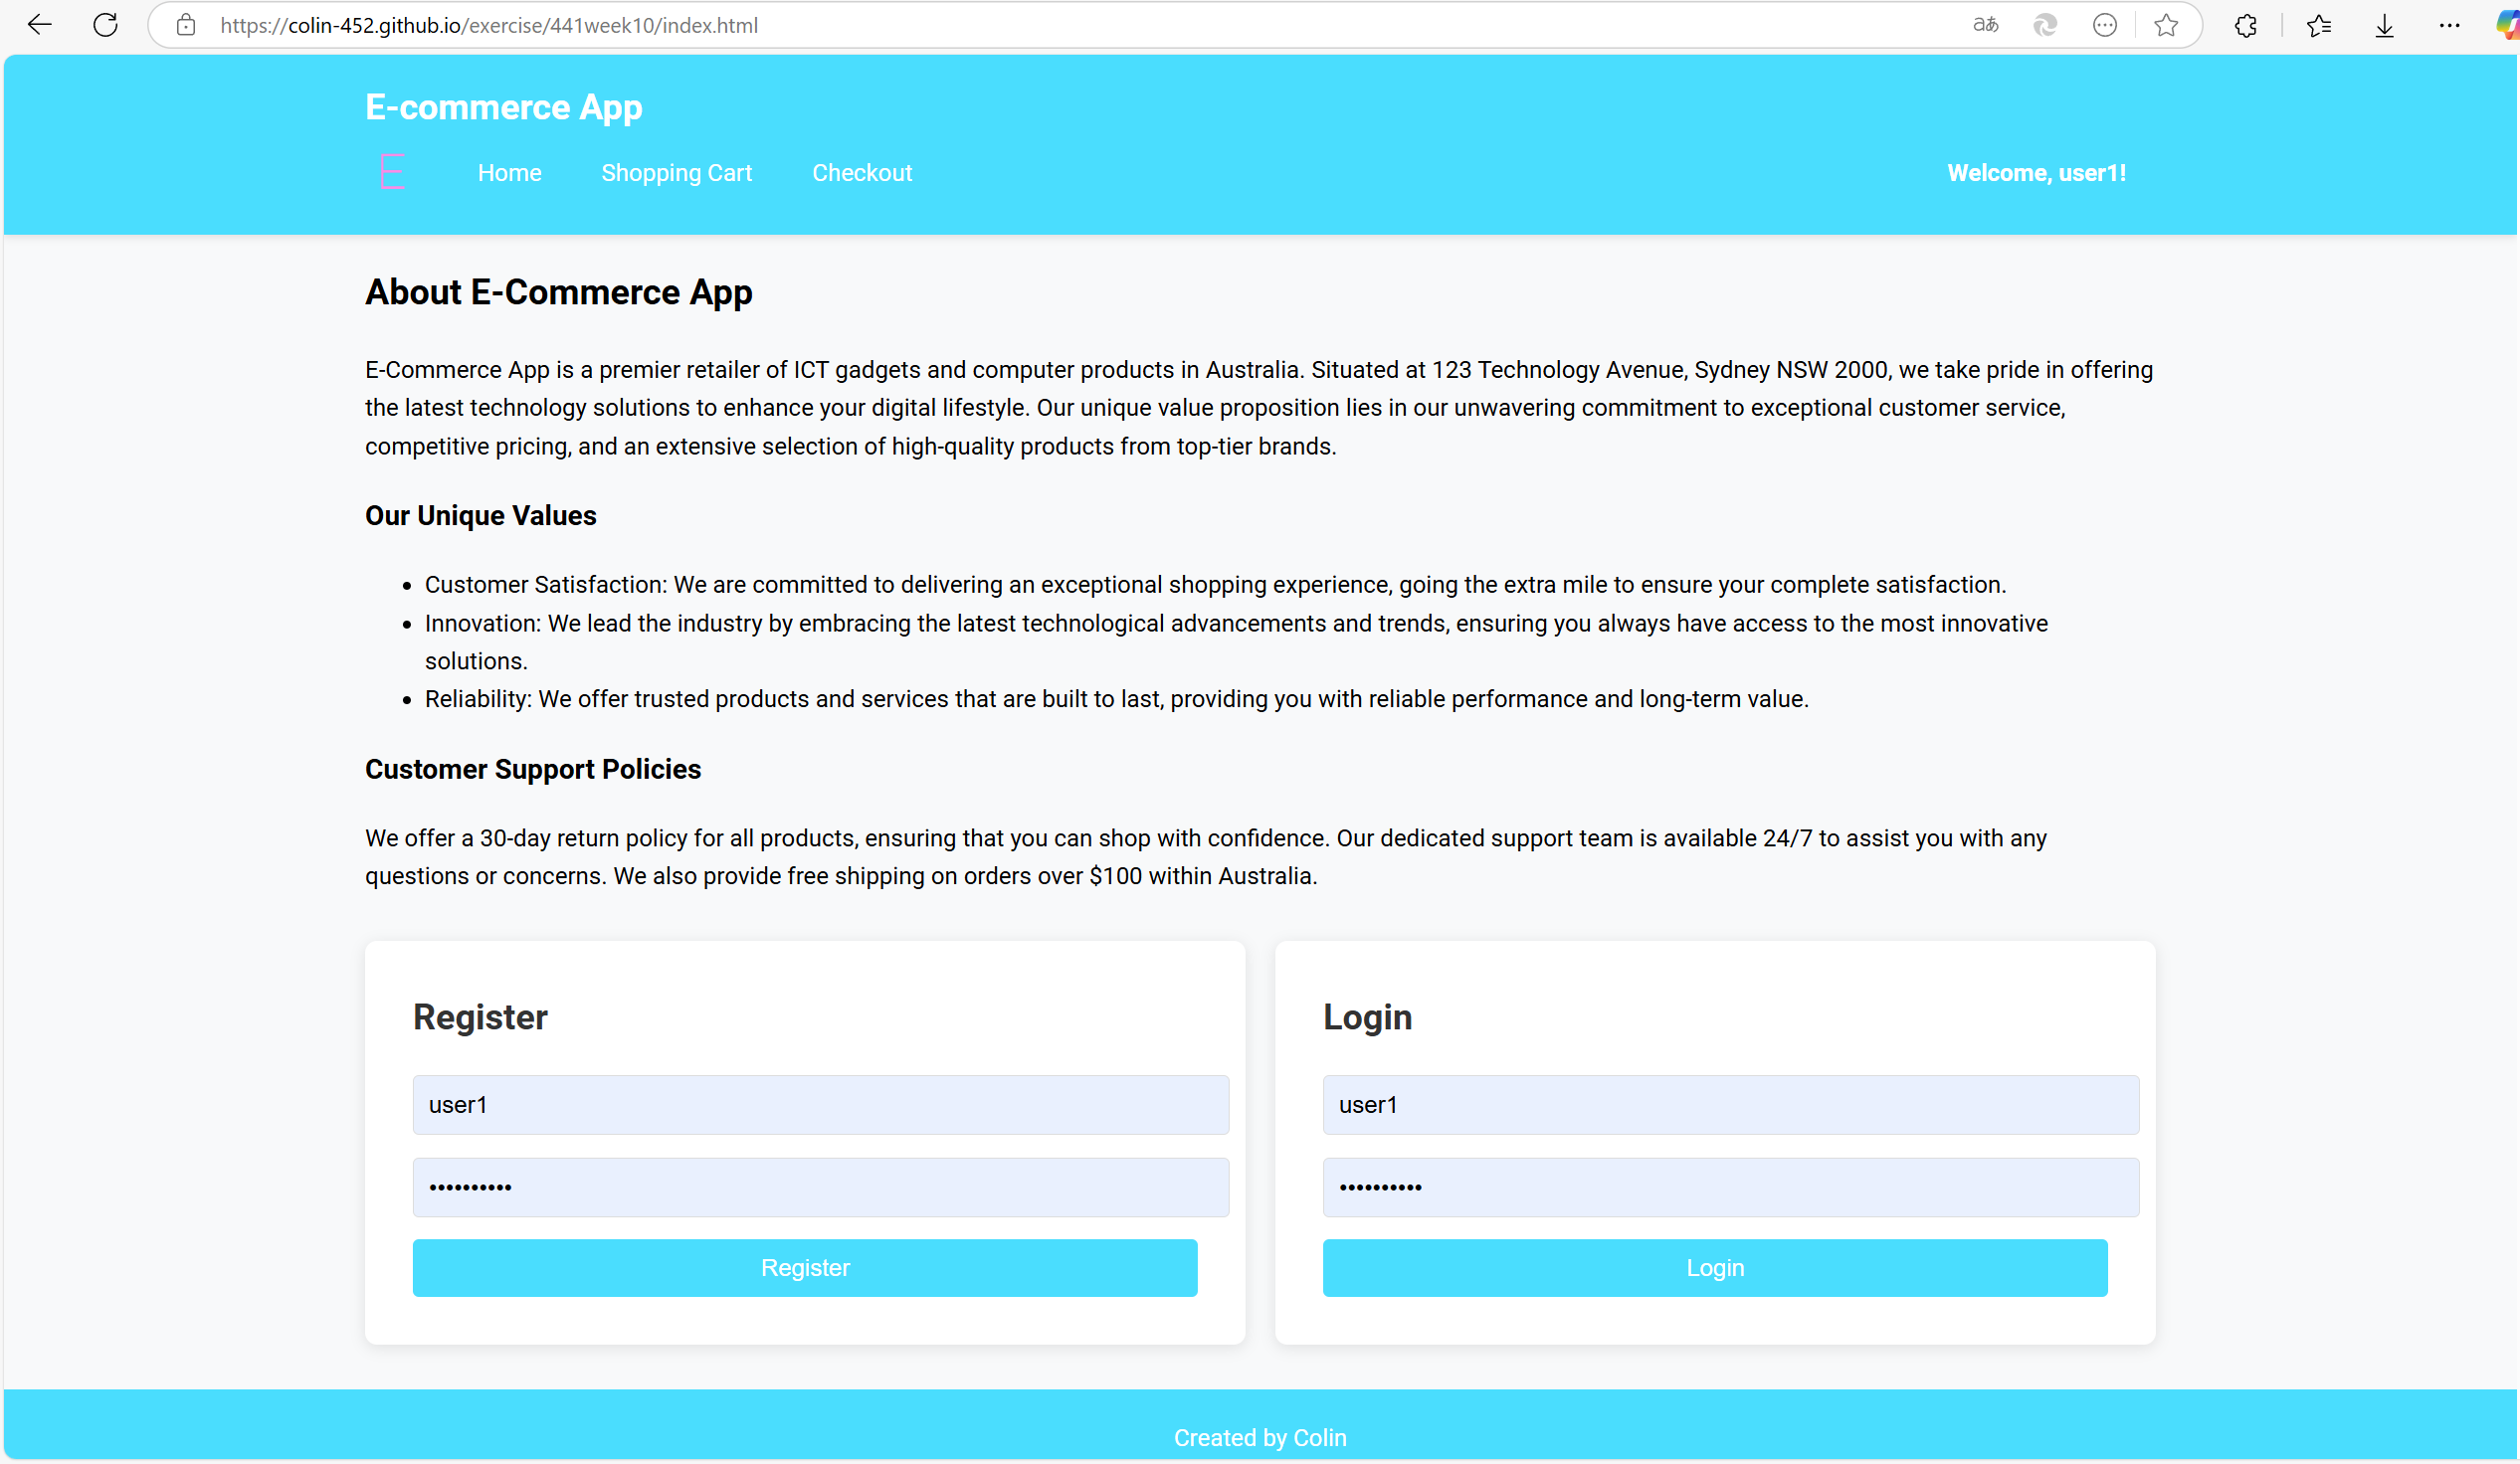 https://colin-452.github.io/exercise/441week10/index.html
aあ
E-commerce App
E
Home
Shopping Cart
Checkout
Welcome, user1!
About E-Commerce App
E-Commerce App is a premier retailer of ICT gadgets and computer products in Australia. Situated at 123 Technology Avenue, Sydney NSW 2000, we take pride in offering
the latest technology solutions to enhance your digital lifestyle. Our unique value proposition lies in our unwavering commitment to exceptional customer service,
competitive pricing, and an extensive selection of high-quality products from top-tier brands.
Our Unique Values
• Customer Satisfaction: We are committed to delivering an exceptional shopping experience, going the extra mile to ensure your complete satisfaction.
• Innovation: We lead the industry by embracing the latest technological advancements and trends, ensuring you always have access to the most innovative
solutions.
• Reliability: We offer trusted products and services that are built to last, providing you with reliable performance and long-term value.
Customer Support Policies
We offer a 30-day return policy for all products, ensuring that you can shop with confidence. Our dedicated support team is available 24/7 to assist you with any
questions or concerns. We also provide free shipping on orders over $100 within Australia.
Register
user1
••••••••••
Register
Login
user1
••••••••••
Login
Created by Colin